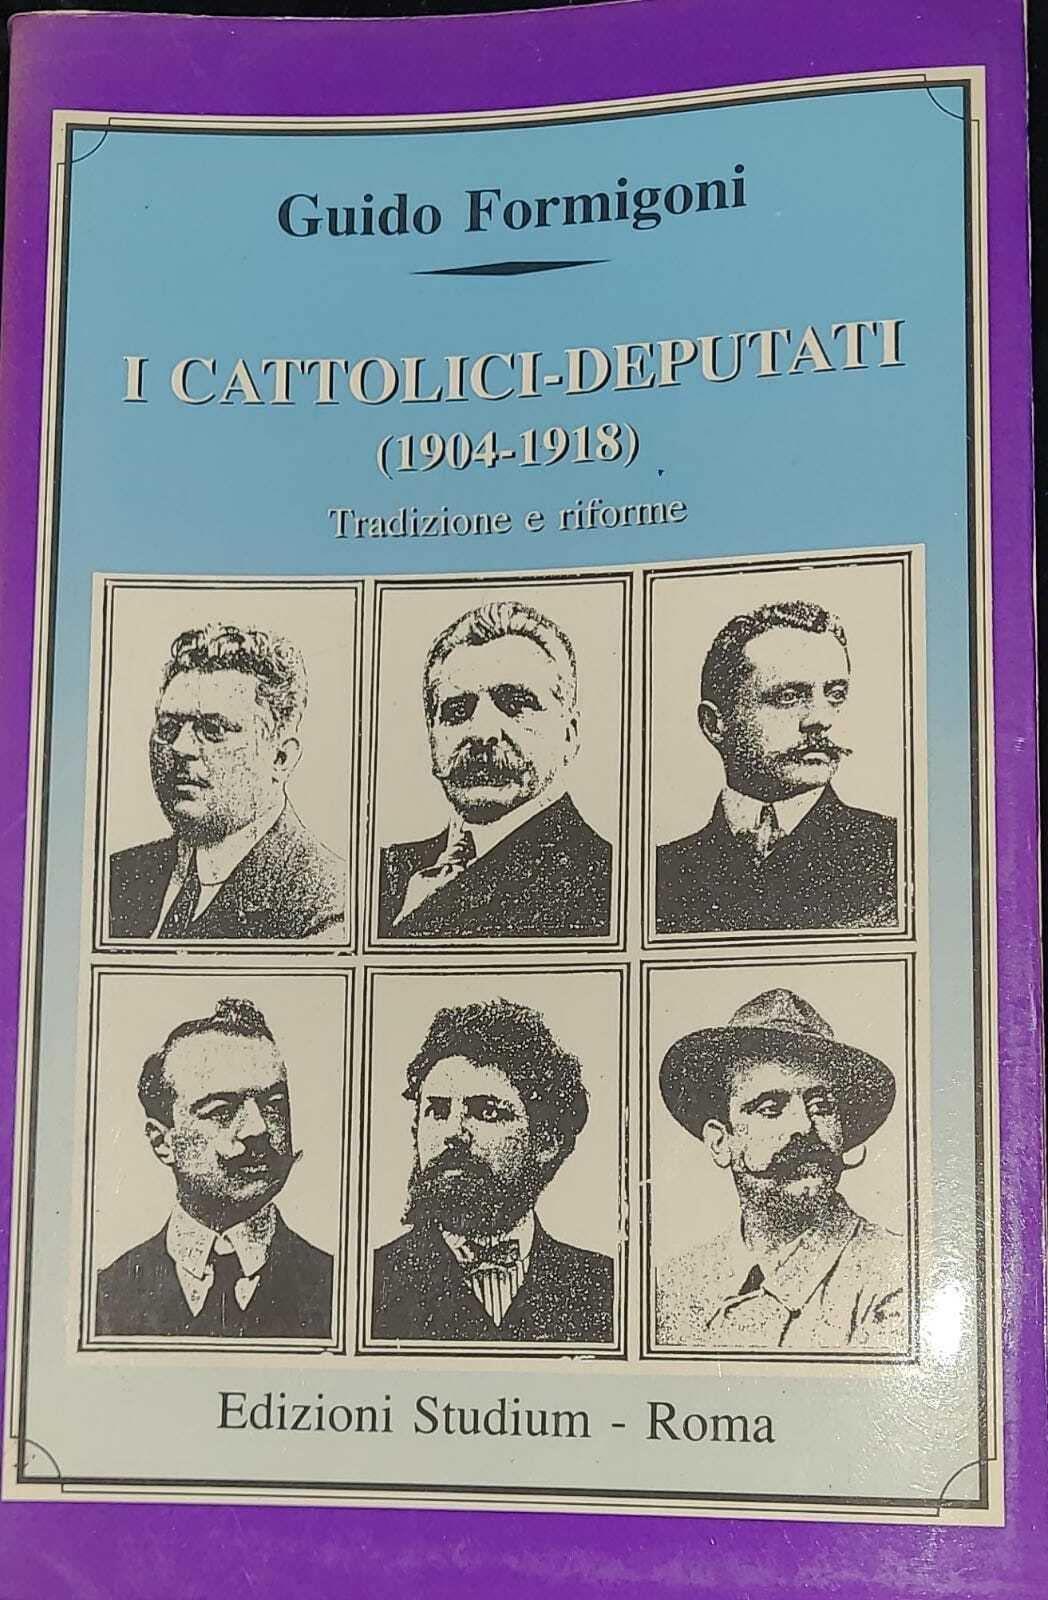 Guido Formigoni
I CATTOLICI-DEPUTATI
(1904-1918)
Tradizione e riforme
Edizioni Studium - Roma